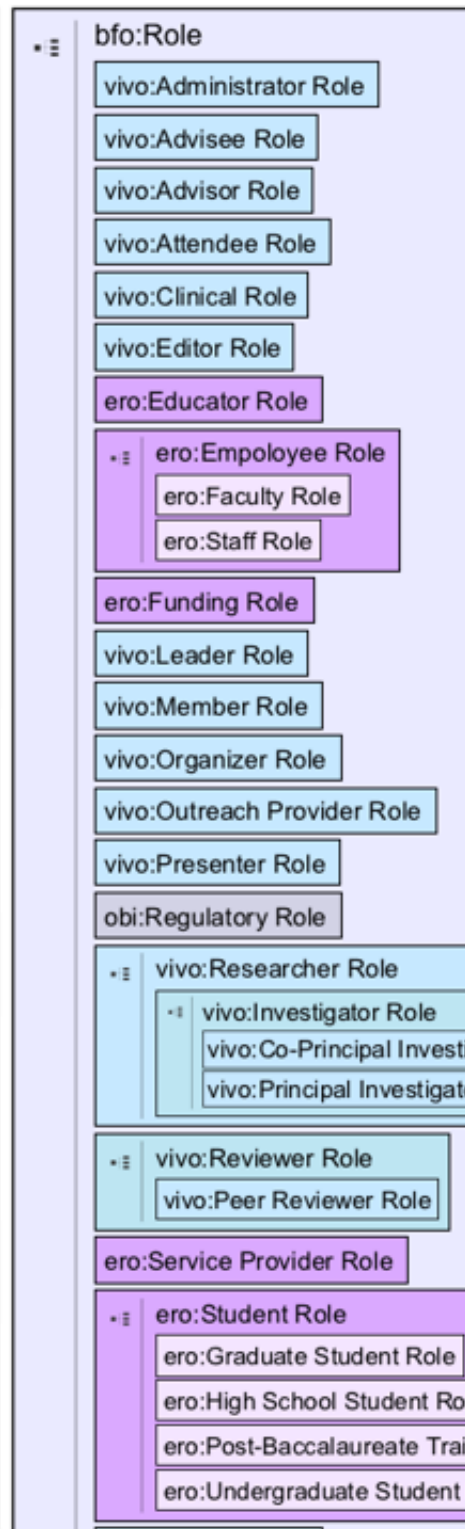 bfo:Role
vivo:Administrator Role
vivo:Advisee Role
vivo:Advisor Role
vivo:Attendee Role
vivo:Clinical Role
vivo:Editor Role
ero:Educator Role
ero:Empoloyee Role
ero:Faculty Role
ero:Staff Role
ero:Funding Role
vivo:Leader Role
vivo:Member Role
vivo:Organizer Role
vivo:Outreach Provider Role
vivo:Presenter Role
obi:Regulatory Role
vivo:Researcher Role
vivo:Investigator Role
vivo:Co-Principal
vivo:Principal
vivo:Reviewer Role
vivo:Peer Reviewer Role
ero:Service Provider Role
ero:Student Role
ero:Graduate Student Role
ero:High School Student
ero:Post-Baccalaureate
ero:Undergraduate Student